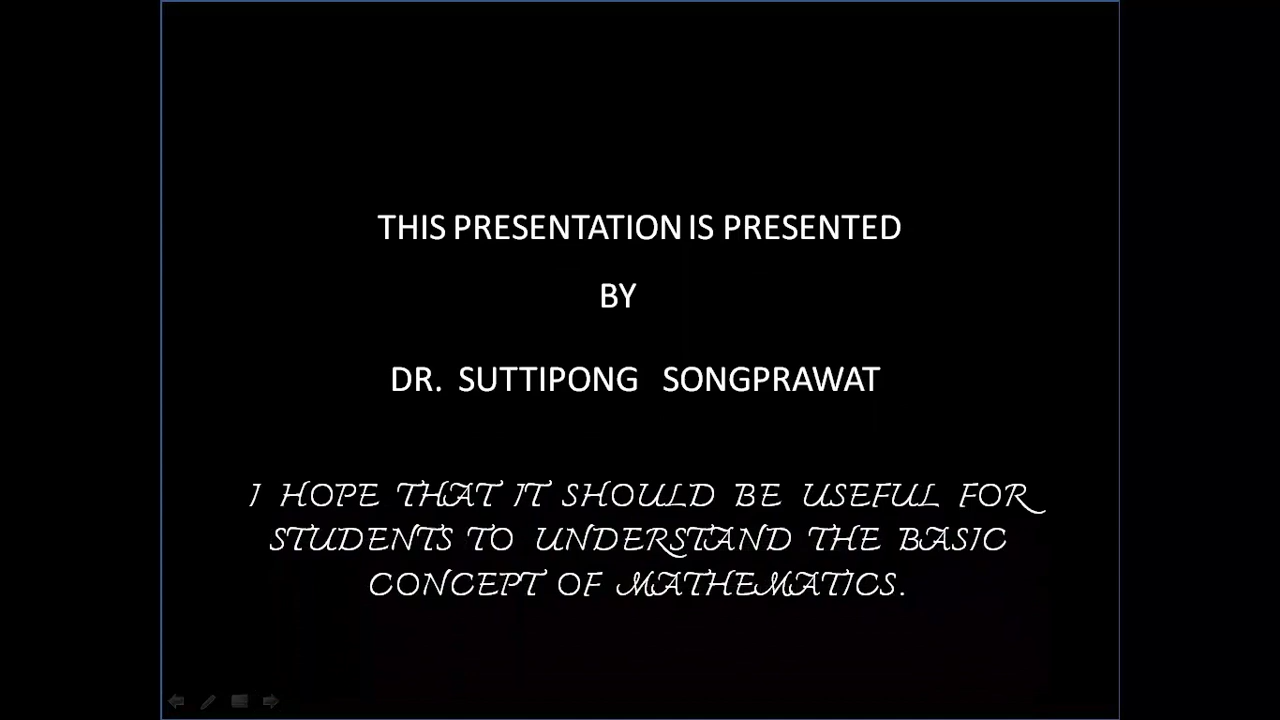 THIS PRESENTATION IS PRESENTED
BY
DR. SUTTIPONG SONGPRAWAT
I HOPE THAT IT SHOULD BE USEFUL FOR
STUDENTS TO UNDERSTAND THE BASIC
CONCEPT OF MATHEMATICS.